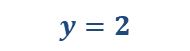 y = 2